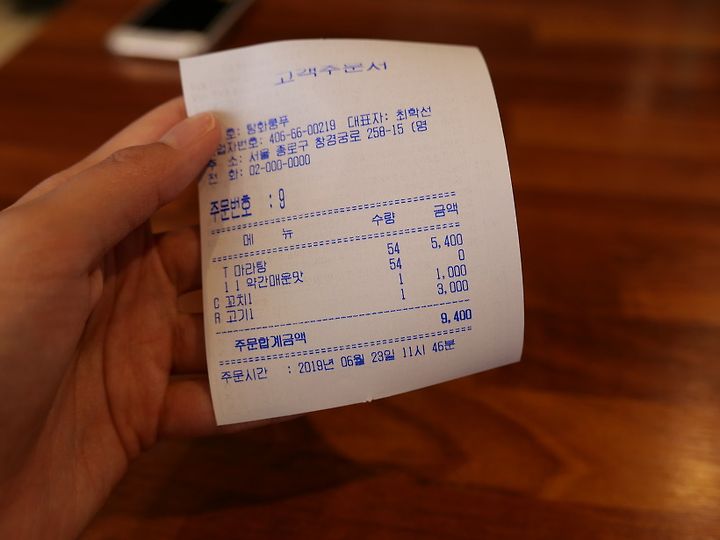 고객주문서
호: 탕화쿵푸
업자번호: 406-66-00219 대표자: 최학선
주 소: 서울 종로구 창경궁로 258-15 (명
전 화: 02-000-0000
주문번호 : 9
메 뉴 수량 금액
T 마라탕 54 5,400
1 1 약간매운맛 54 0
C 꼬치1 1 1,000
R 고기1 1 3,000
주문합계금액 9,400
주문시간 : 2019년 06월 23일 11시 46분